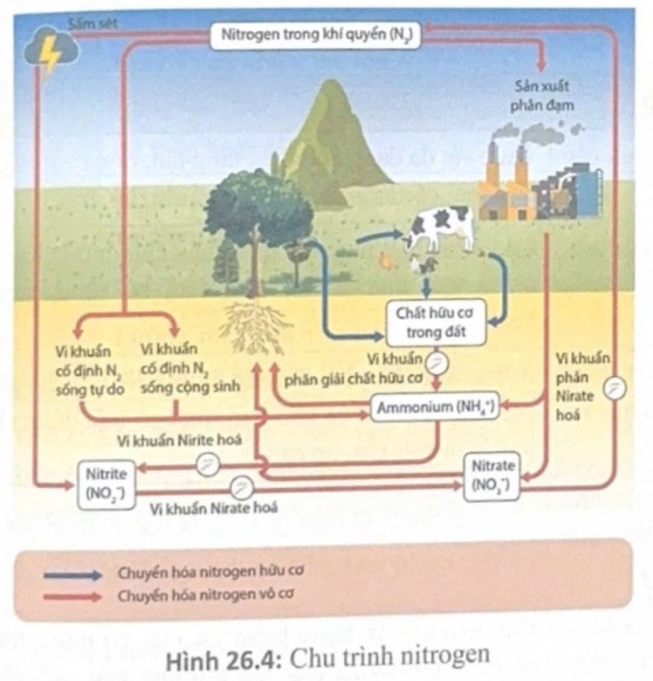 Sấm sét
Nitrogen trong khí quyển (N₂)
Sản xuất
phân đạm
Chất hữu cơ
trong đất
Vi khuẩn
cố định N₂
sống tự do
Vi khuẩn
cố định N₂
sống cộng sinh
Vi khuẩn
phân giải chất hữu cơ
Vi khuẩn
phản
Nirate
hoá
Ammonium (NH₄⁺)
Vi khuẩn Nirite hoá
Nitrite
(NO₂⁻)
Nitrate
(NO₃⁻)
Vi khuẩn Nirate hoá
Chuyển hóa nitrogen hữu cơ
Chuyển hóa nitrogen vô cơ
Hình 26.4: Chu trình nitrogen